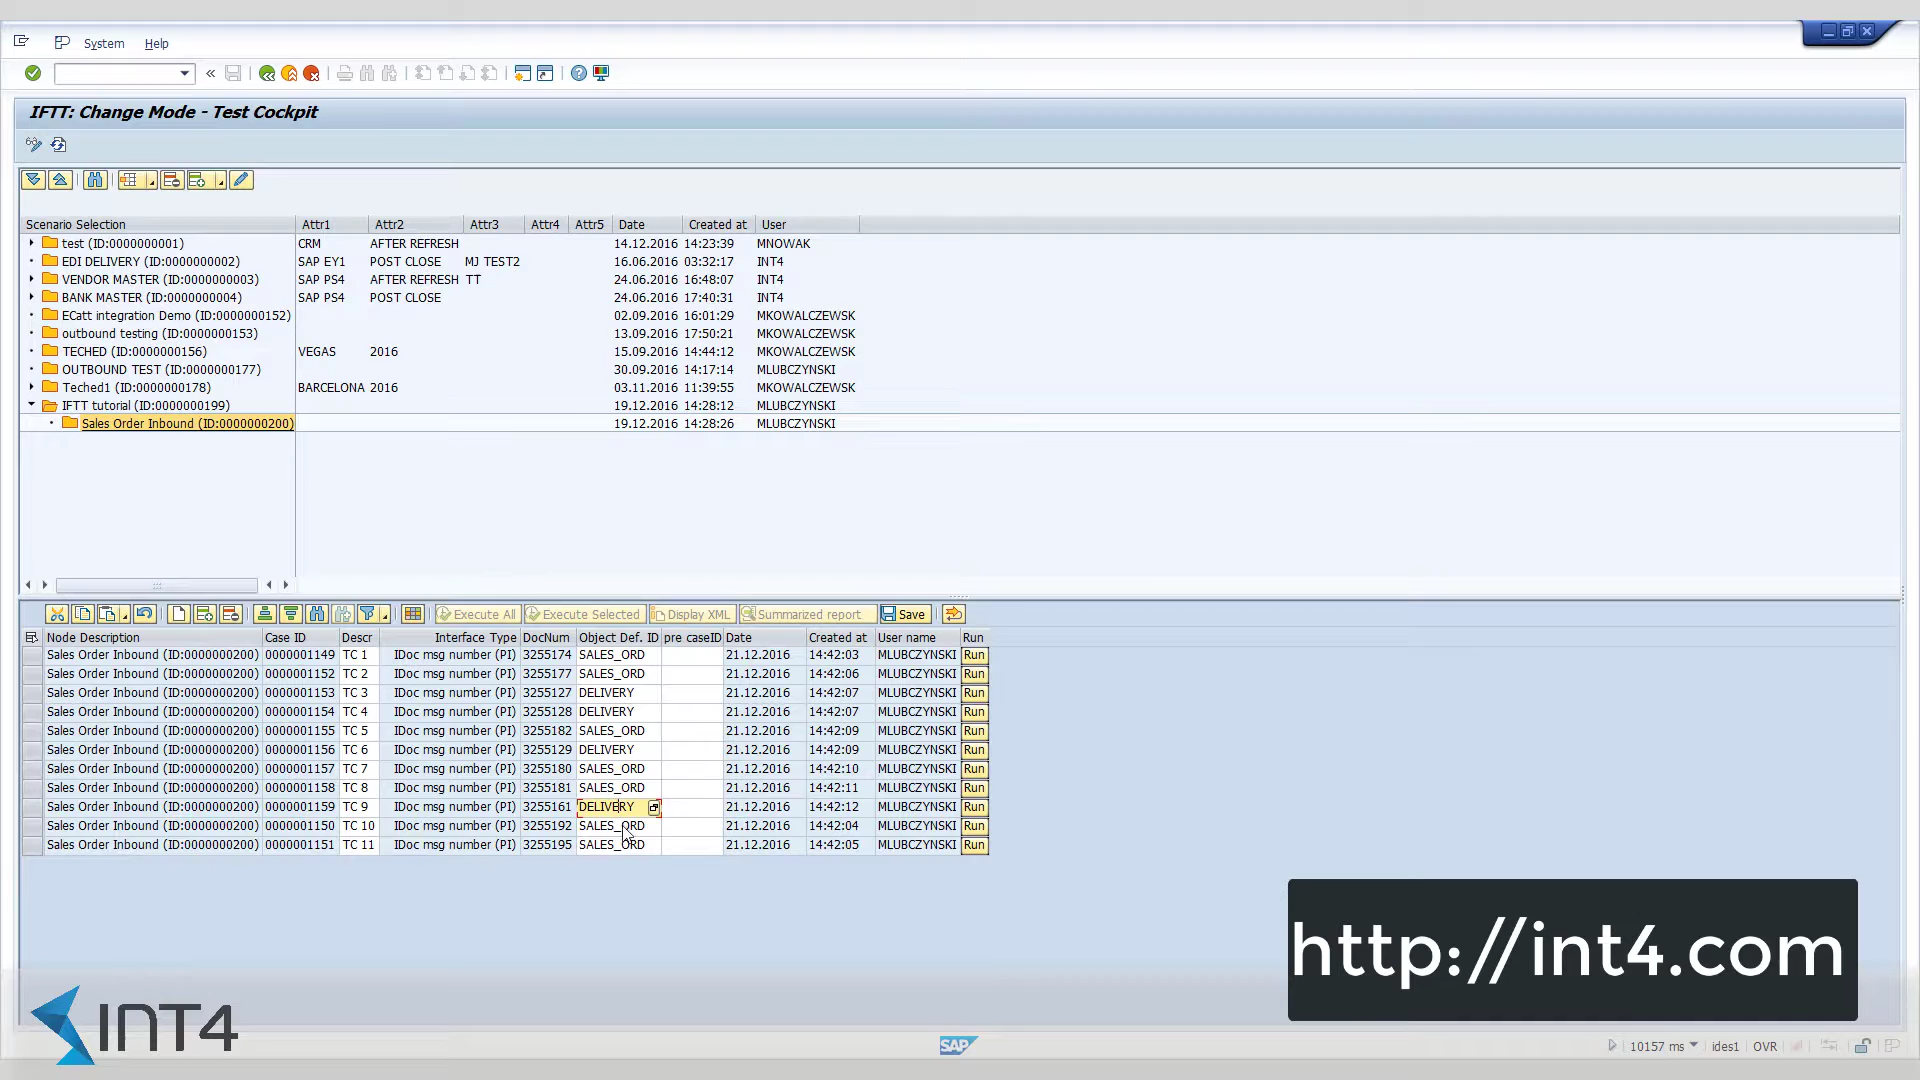 System Help
IFTT: Change Mode - Test Cockpit
Scenario Selection Attr1 Attr2 Attr3 Attr4 Attr5 Date Created at User
test (ID:0000000001) CRM AFTER REFRESH 14.12.2016 14:23:39 MNOWAK
EDI DELIVERY (ID:0000000002) SAP EY1 POST CLOSE MJ TEST2 16.06.2016 03:32:17 INT4
VENDOR MASTER (ID:0000000003) SAP PS4 AFTER REFRESH TT 24.06.2016 16:48:07 INT4
BANK MASTER (ID:0000000004) SAP PS4 POST CLOSE 24.06.2016 17:40:31 INT4
ECatt integration Demo (ID:0000000152) 02.09.2016 16:01:29 MKOWALCZEWSK
outbound testing (ID:0000000153) 13.09.2016 17:50:21 MKOWALCZEWSK
TECHED (ID:0000000156) VEGAS 2016 15.09.2016 14:44:12 MKOWALCZEWSK
OUTBOUND TEST (ID:0000000177) 30.09.2016 14:17:14 MLUBCZYNSKI
Teched1 (ID:0000000178) BARCELONA 2016 03.11.2016 11:39:55 MKOWALCZEWSK
IFTT tutorial (ID:0000000199) 19.12.2016 14:28:12 MLUBCZYNSKI
Sales Order Inbound (ID:0000000200) 19.12.2016 14:28:26 MLUBCZYNSKI
Execute All Execute Selected Display XML Summarized report Save
Node Description Case ID Descr Interface Type DocNum Object Def. ID pre caseID Date Created at User name Run
Sales Order Inbound (ID:0000000200) 0000001149 TC 1 IDoc msg number (PI) 3255174 SALES_ORD 21.12.2016 14:42:03 MLUBCZYNSKI Run
Sales Order Inbound (ID:0000000200) 0000001152 TC 2 IDoc msg number (PI) 3255177 SALES_ORD 21.12.2016 14:42:06 MLUBCZYNSKI Run
Sales Order Inbound (ID:0000000200) 0000001153 TC 3 IDoc msg number (PI) 3255127 DELIVERY 21.12.2016 14:42:07 MLUBCZYNSKI Run
Sales Order Inbound (ID:0000000200) 0000001154 TC 4 IDoc msg number (PI) 3255128 DELIVERY 21.12.2016 14:42:07 MLUBCZYNSKI Run
Sales Order Inbound (ID:0000000200) 0000001155 TC 5 IDoc msg number (PI) 3255182 SALES_ORD 21.12.2016 14:42:09 MLUBCZYNSKI Run
Sales Order Inbound (ID:0000000200) 0000001156 TC 6 IDoc msg number (PI) 3255129 DELIVERY 21.12.2016 14:42:09 MLUBCZYNSKI Run
Sales Order Inbound (ID:0000000200) 0000001157 TC 7 IDoc msg number (PI) 3255180 SALES_ORD 21.12.2016 14:42:10 MLUBCZYNSKI Run
Sales Order Inbound (ID:0000000200) 0000001158 TC 8 IDoc msg number (PI) 3255181 SALES_ORD 21.12.2016 14:42:11 MLUBCZYNSKI Run
Sales Order Inbound (ID:0000000200) 0000001159 TC 9 IDoc msg number (PI) 3255161 DELIVERY 21.12.2016 14:42:12 MLUBCZYNSKI Run
Sales Order Inbound (ID:0000000200) 0000001150 TC 10 IDoc msg number (PI) 3255192 SALES_ORD 21.12.2016 14:42:04 MLUBCZYNSKI Run
Sales Order Inbound (ID:0000000200) 0000001151 TC 11 IDoc msg number (PI) 3255195 SALES_ORD 21.12.2016 14:42:05 MLUBCZYNSKI Run
http://int4.com
INT4
SAP
10157 ms ides1 OVR